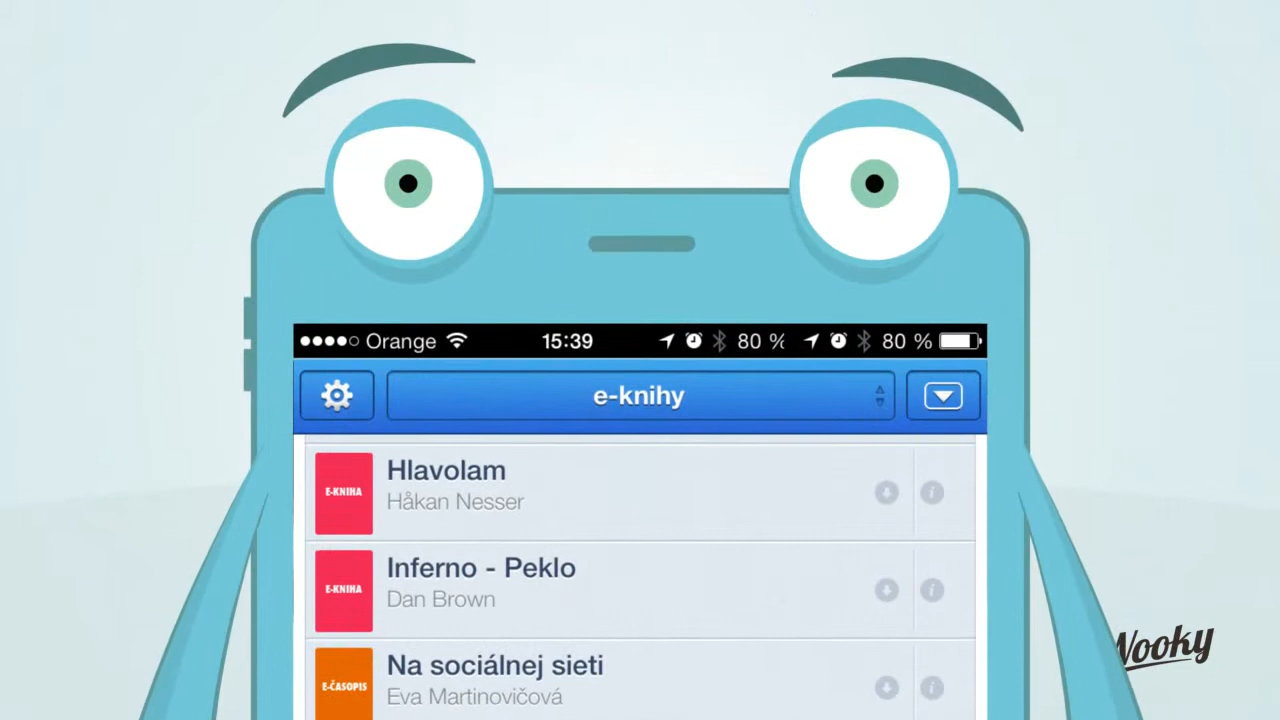 Orange 15:39 80 % 80 %
e-knihy
E-KNIHA
Hlavolam
Håkan Nesser
E-KNIHA
Inferno - Peklo
Dan Brown
E-ČASOPIS
Na sociálnej sieti
Eva Martinovičová
Wooky